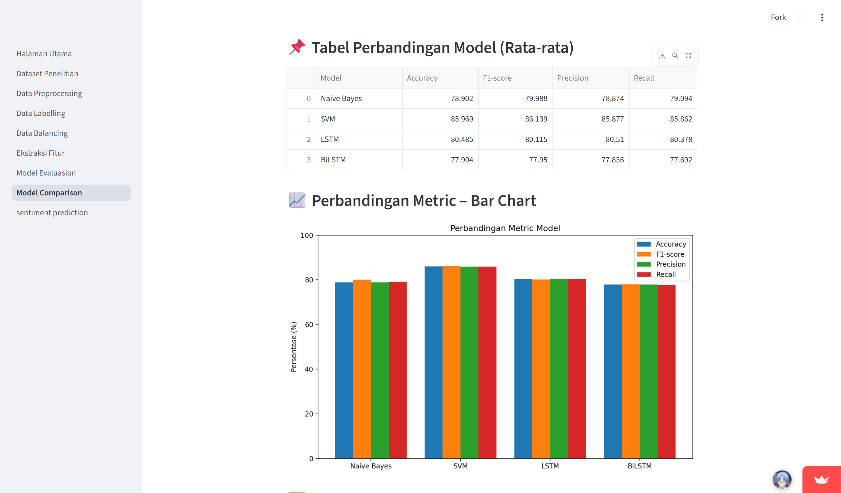 Fork
Halaman Utama
Dataset Penelitian
Data Preprocessing
Data Labelling
Data Balancing
Ekstraksi Fitur
Model Evaluasion
Model Comparison
sentiment prediction
Tabel Perbandingan Model (Rata-rata)
Model Accuracy F1-score Precision Recall
0 Naive Bayes 78.902 79.988 78.874 79.094
1 SVM 85.969 86.139 85.877 85.862
2 LSTM 80.485 80.115 80.51 80.378
3 BiLSTM 77.904 77.95 77.836 77.692
Perbandingan Metric – Bar Chart
Perbandingan Metric Model
Accuracy
F1-score
Precision
Recall
Persentase (%)
100
80
60
40
20
0
Naive Bayes SVM LSTM BiLSTM